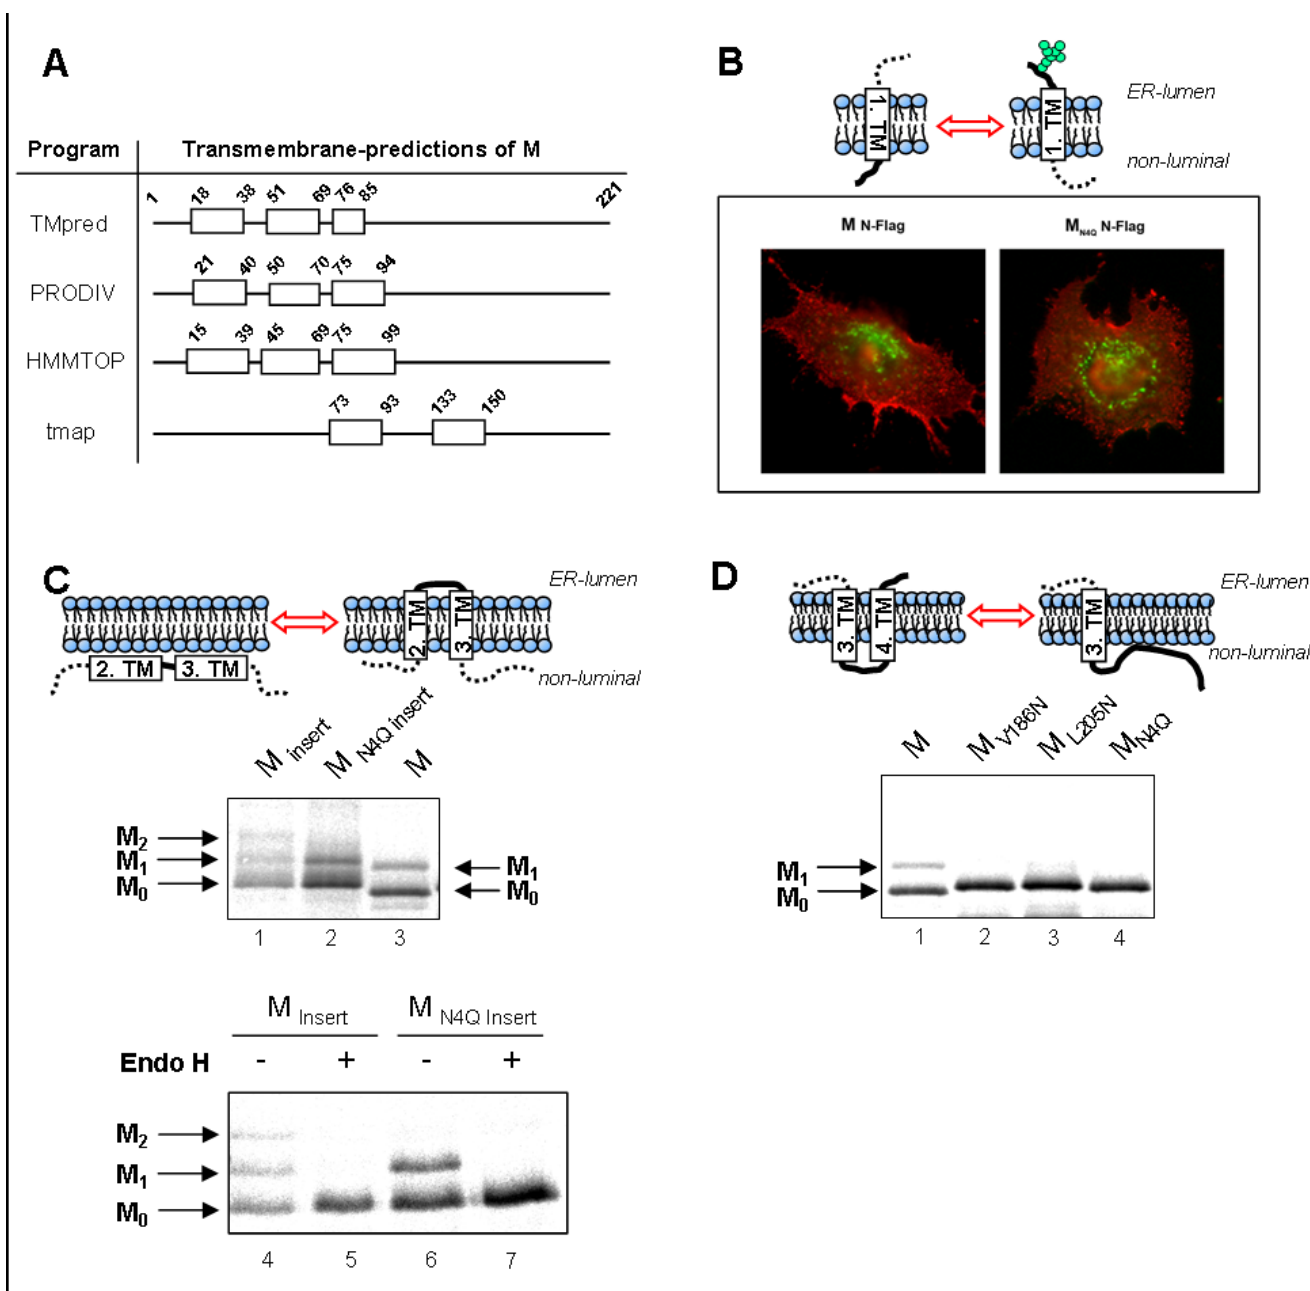 A
Program Transmembrane-predictions of M
1 18 38 51 69 76 85 221
TMpred
21 40 50 70 75 94
PRODIV
15 39 45 69 75 99
HMMTOP
73 93 133 150
tmap
B
1. TM 1. TM
ER-lumen
non-luminal
M N-Flag M N4Q N-Flag
C
ER-lumen
2. TM 3. TM 2. TM 3. TM
non-luminal
M insert M N4Q insert M
M2
M1 M1
M0 M0
1 2 3
M Insert M N4Q Insert
Endo H - + - +
M2
M1
M0
4 5 6 7
D
ER-lumen
3. TM 4. TM 3. TM
non-luminal
M MV186N ML205N MN4Q
M1
M0
1 2 3 4